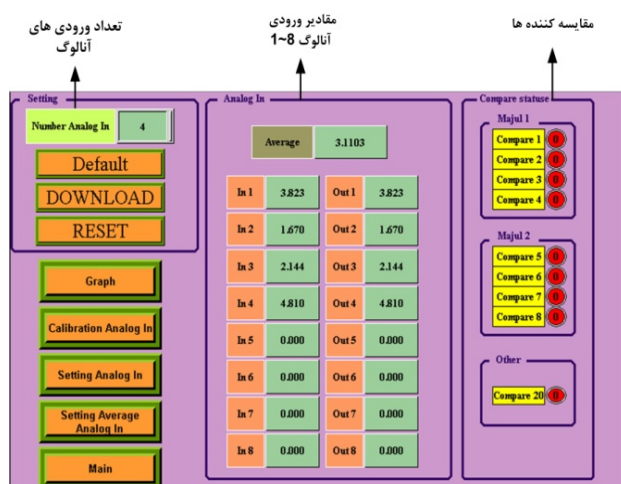 تعداد ورودی های
آنالوگ
مقادیر ورودی
آنالوگ 8~1
مقایسه کننده ها
Setting
Number Analog In 4
Default
DOWNLOAD
RESET
Graph
Calibration Analog In
Setting Analog In
Setting Average
Analog In
Main
Analog In
Average 3.1103
In 1 3.823 Out 1 3.823
In 2 1.670 Out 2 1.670
In 3 2.144 Out 3 2.144
In 4 4.810 Out 4 4.810
In 5 0.000 Out 5 0.000
In 6 0.000 Out 6 0.000
In 7 0.000 Out 7 0.000
In 8 0.000 Out 8 0.000
Compare statuse
Majul 1
Compare 1 0
Compare 2 0
Compare 3 0
Compare 4 0
Majul 2
Compare 5 0
Compare 6 0
Compare 7 0
Compare 8 0
Other
Compare 20 0